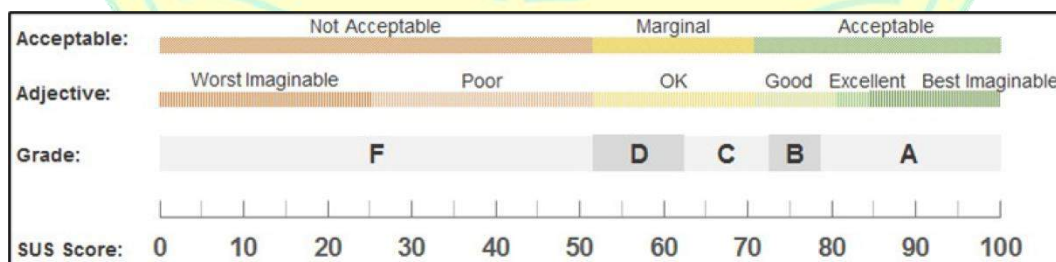 Acceptable: Not Acceptable Marginal Acceptable
Adjective: Worst Imaginable Poor OK Good Excellent Best Imaginable
Grade: F D C B A
SUS Score: 0 10 20 30 40 50 60 70 80 90 100